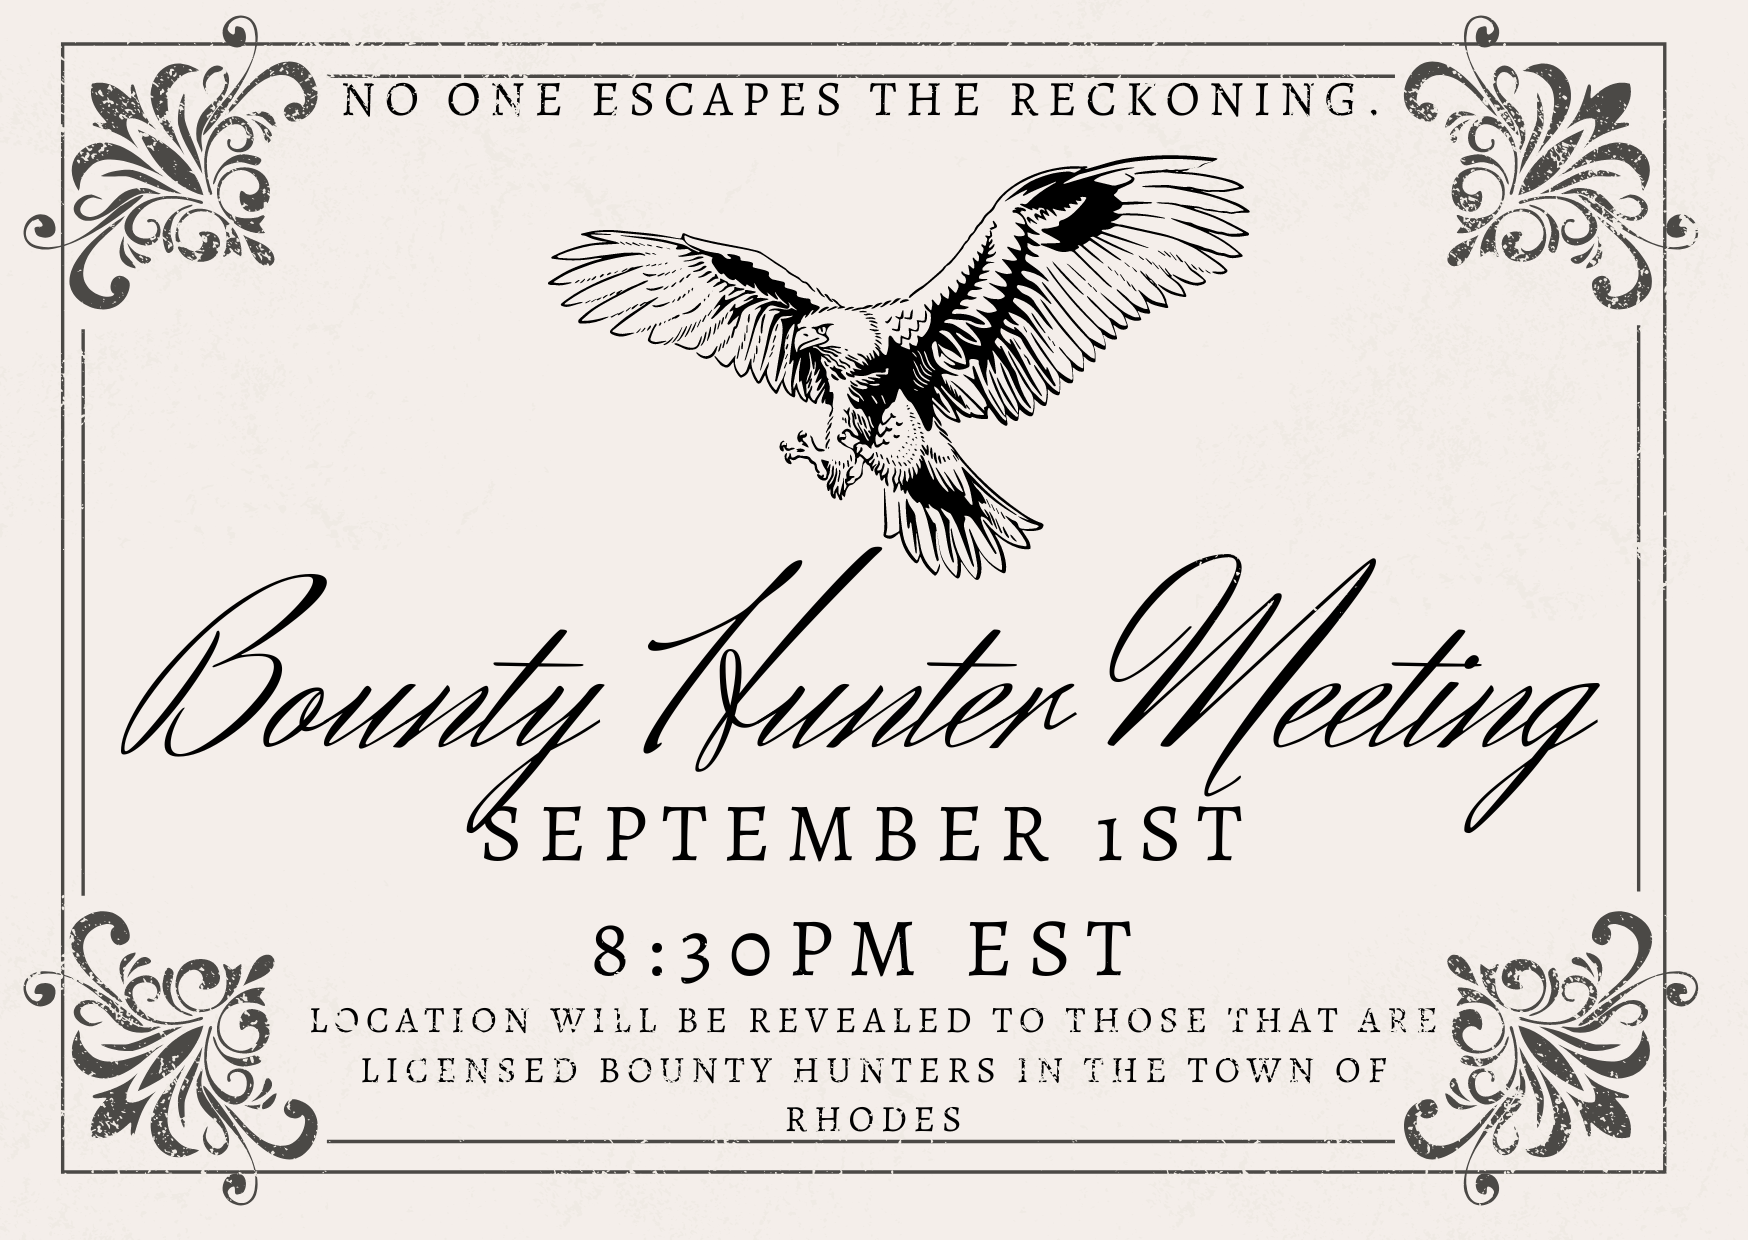 NO ONE ESCAPES THE RECKONING.
Bounty Hunter Meeting
SEPTEMBER 1ST
8:30PM EST
LOCATION WILL BE REVEALED TO THOSE THAT ARE
LICENSED BOUNTY HUNTERS IN THE TOWN OF
RHODES